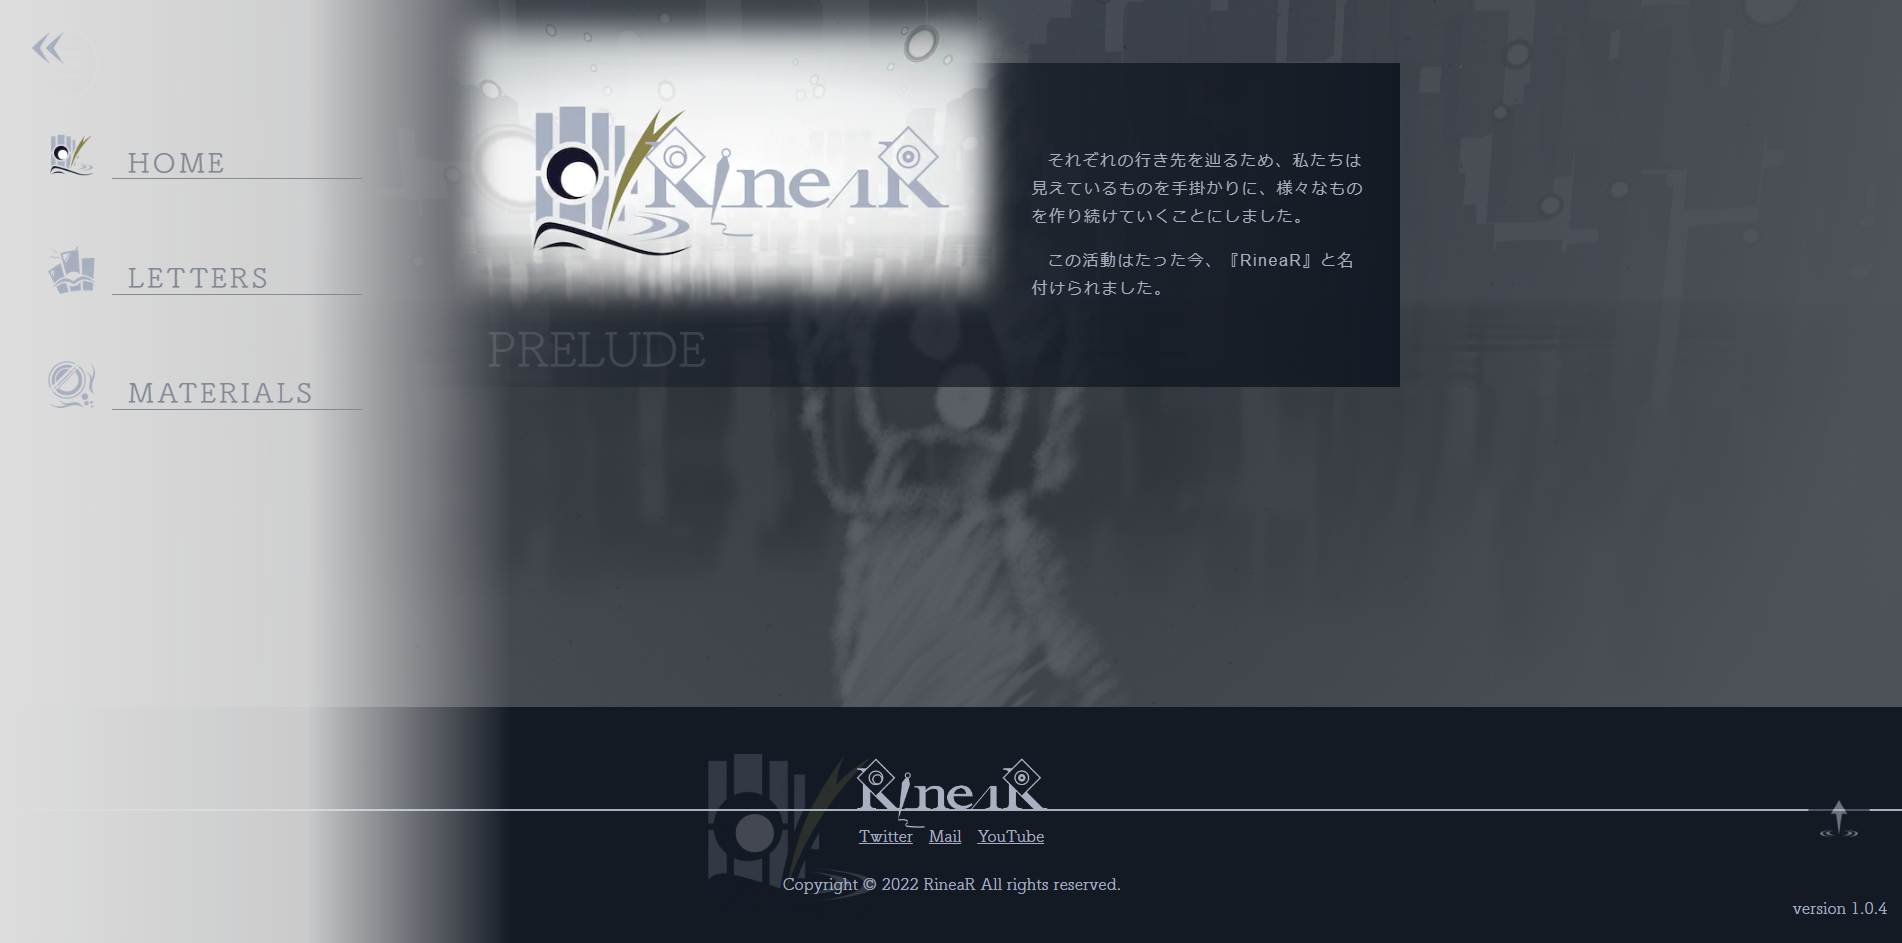 HOME
LETTERS
MATERIALS
RineaR
それぞれの行き先を辿るため、私たちは
見えているものを手掛かりに、様々なもの
を作り続けていくことにしました。
この活動はたった今、『RineaR』と名
付けられました。
PRELUDE
RineaR
Twitter Mail YouTube
Copyright © 2022 RineaR All rights reserved.
version 1.0.4